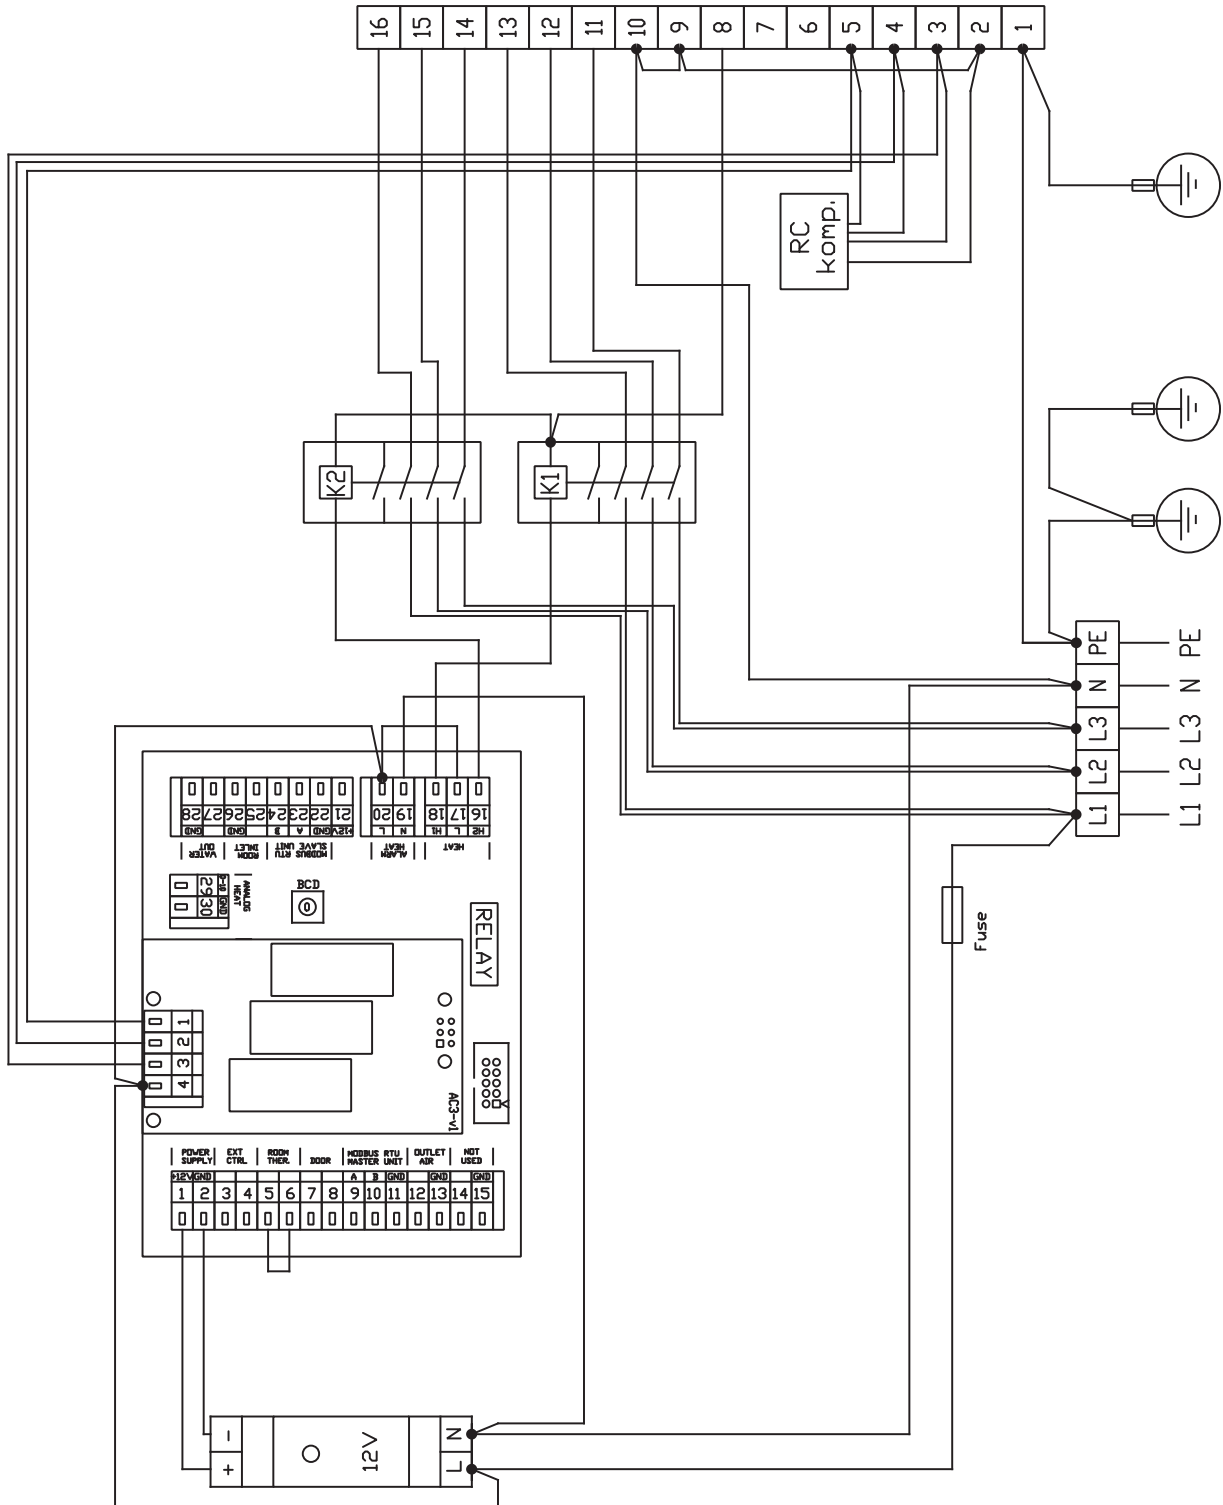 16 15 14 13 12 11 10 9 8 7 6 5 4 3 2 1
RC
komp.
K2
K1
PE PE
N N
L3 L3
L2 L2
L1 L1
28 27 26 25 24 23 22 21
GND GND B A GND +12V
WATER OUT
ROOM INLET
MODBUS RTU
SLAVE UNIT
20 19 18 17 16
L N H1 L H2
ALARM HEAT
HEAT
29 30
0-10 GND
ANALOG
HEAT
BCD
RELAY
Fuse
1
2
3
4
AC3-v1
POWER SUPPLY
EXT CTRL
ROOM THER.
DOOR
MODBUS RTU
MASTER UNIT
OUTLET AIR
NOT USED
+12V GND A B GND GND GND
1 2 3 4 5 6 7 8 9 10 11 12 13 14 15
- N
12V
+ L